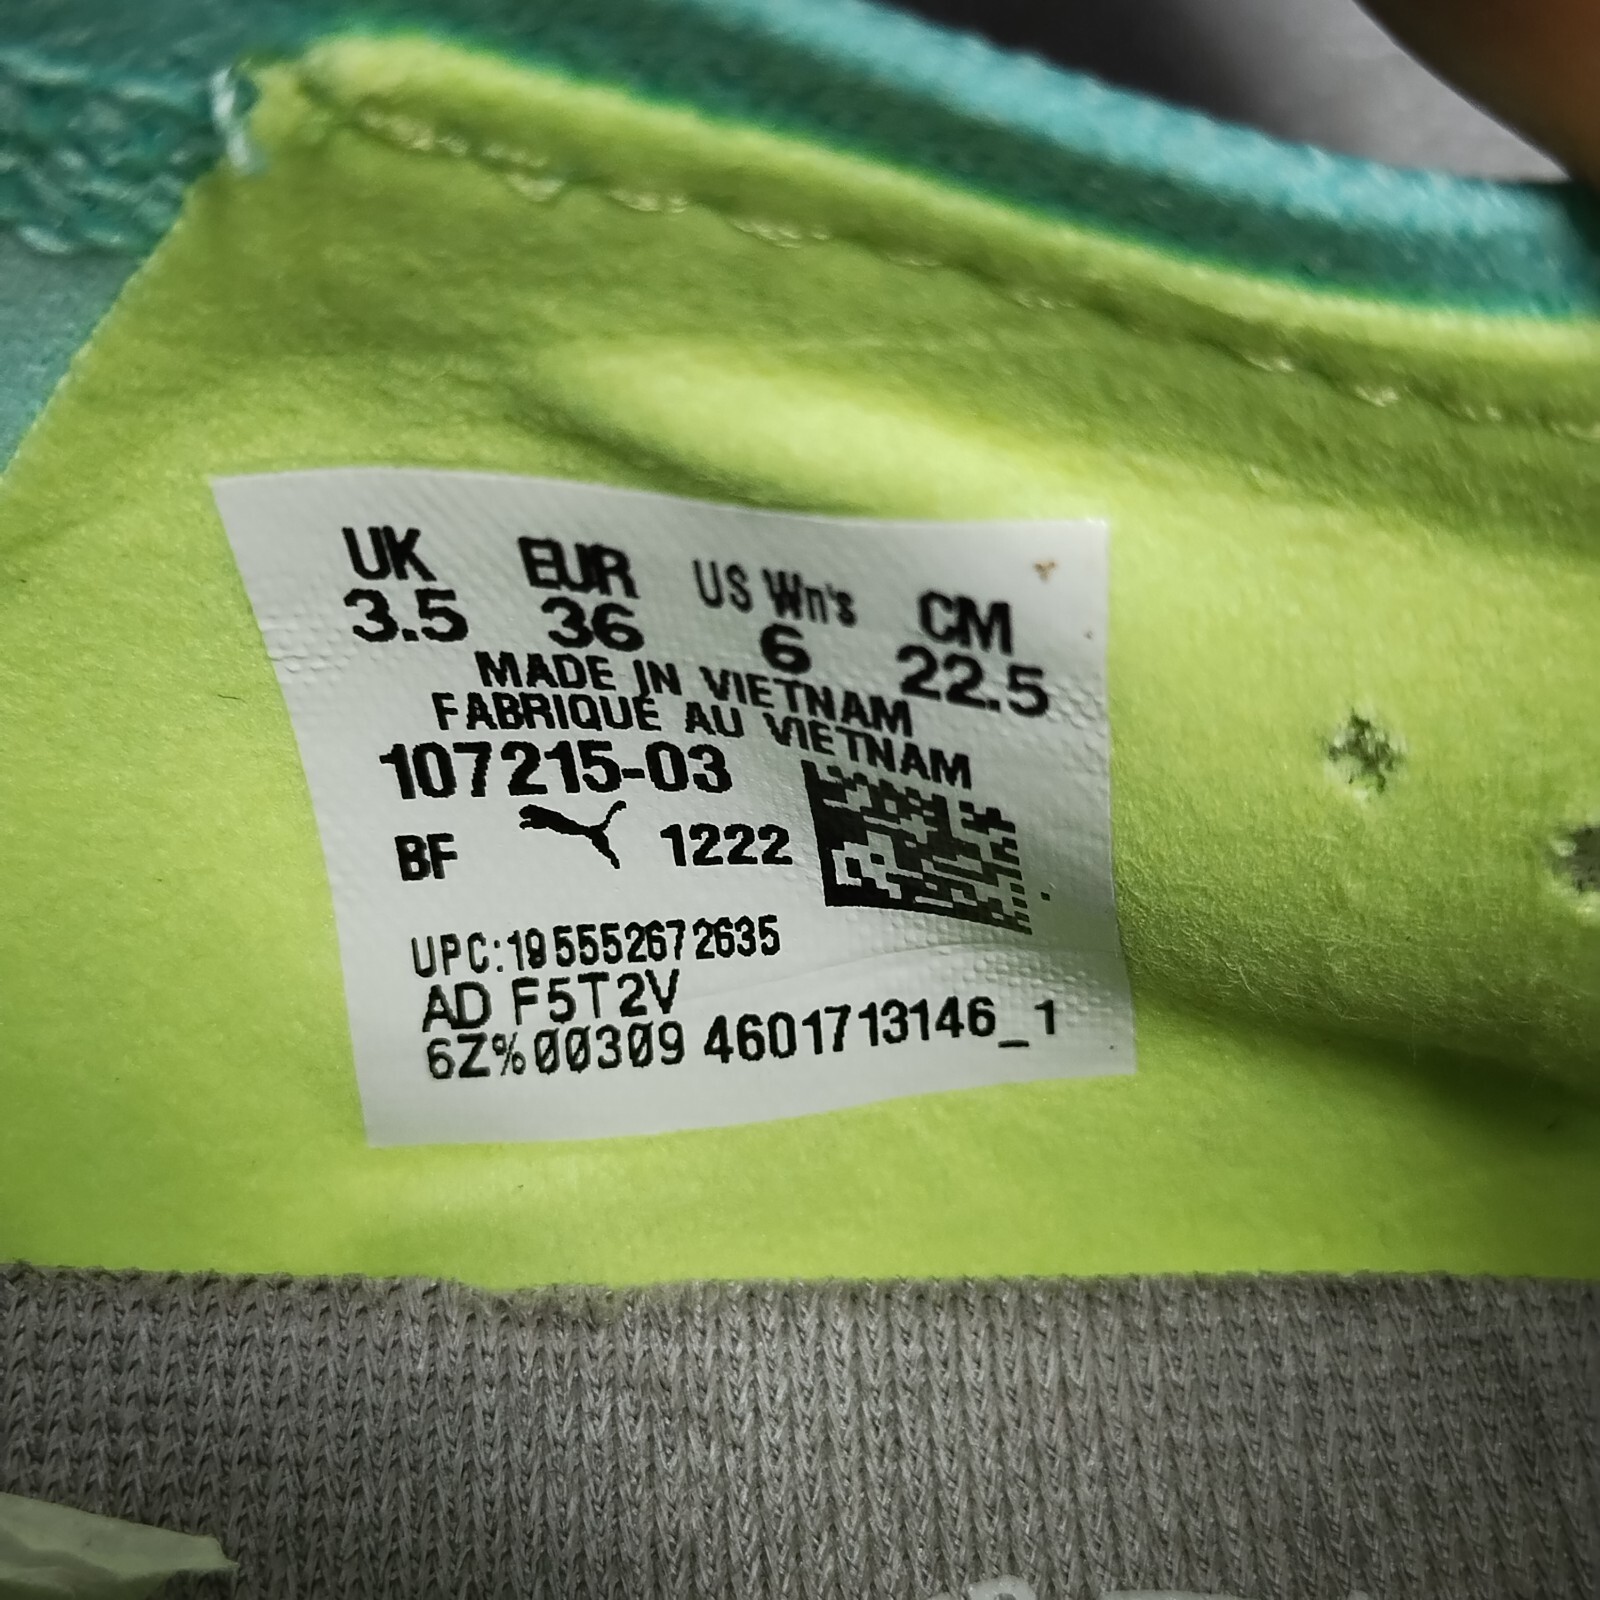 UK EUR US Wn's CM
3.5 36 6 22.5
MADE IN VIETNAM
FABRIQUÉ AU VIETNAM
107215-03
BF 1222
UPC:195552672635
AD F5T2V
6Z%00309 4601713146_1